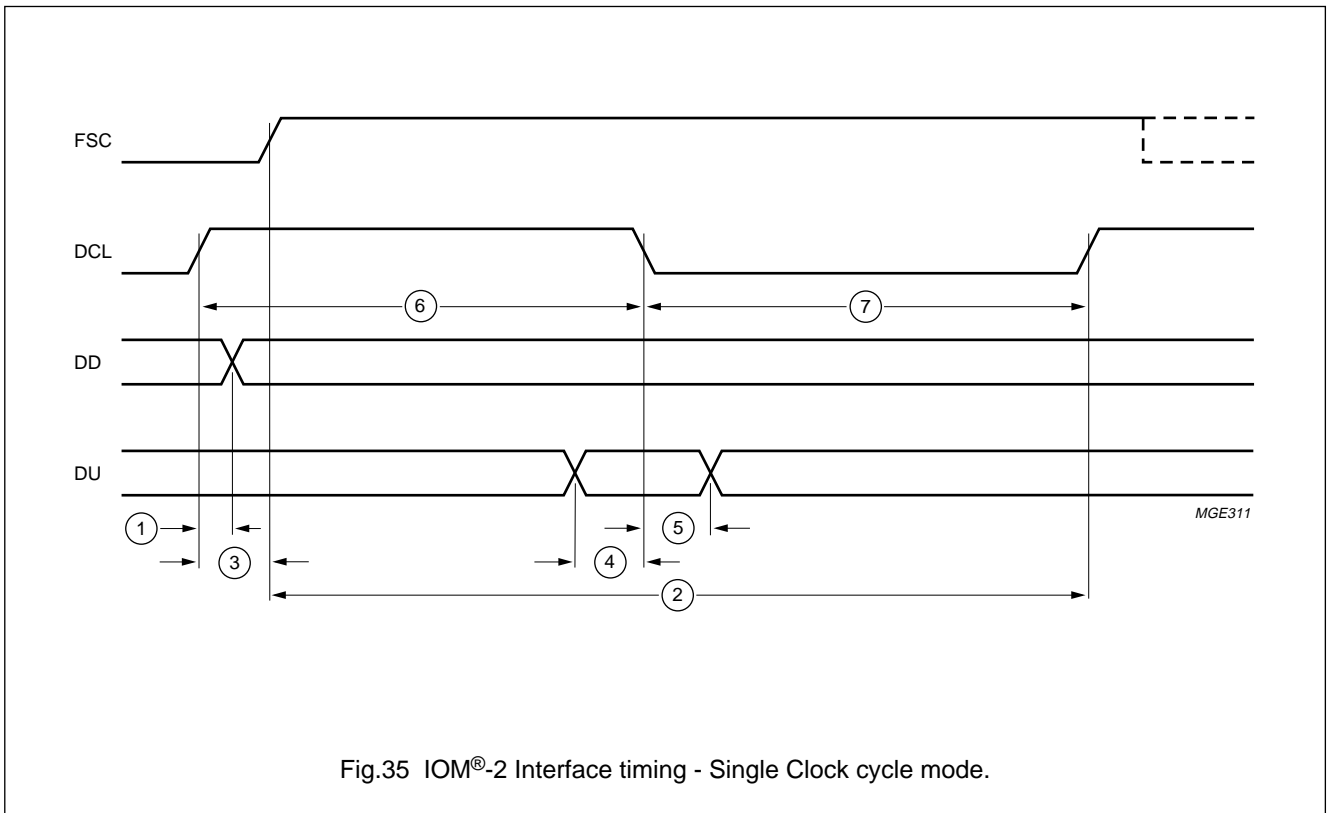 FSC
DCL
6
7
DD
DU
MGE311
1
5
3
4
2
Fig.35 IOM®-2 Interface timing - Single Clock cycle mode.